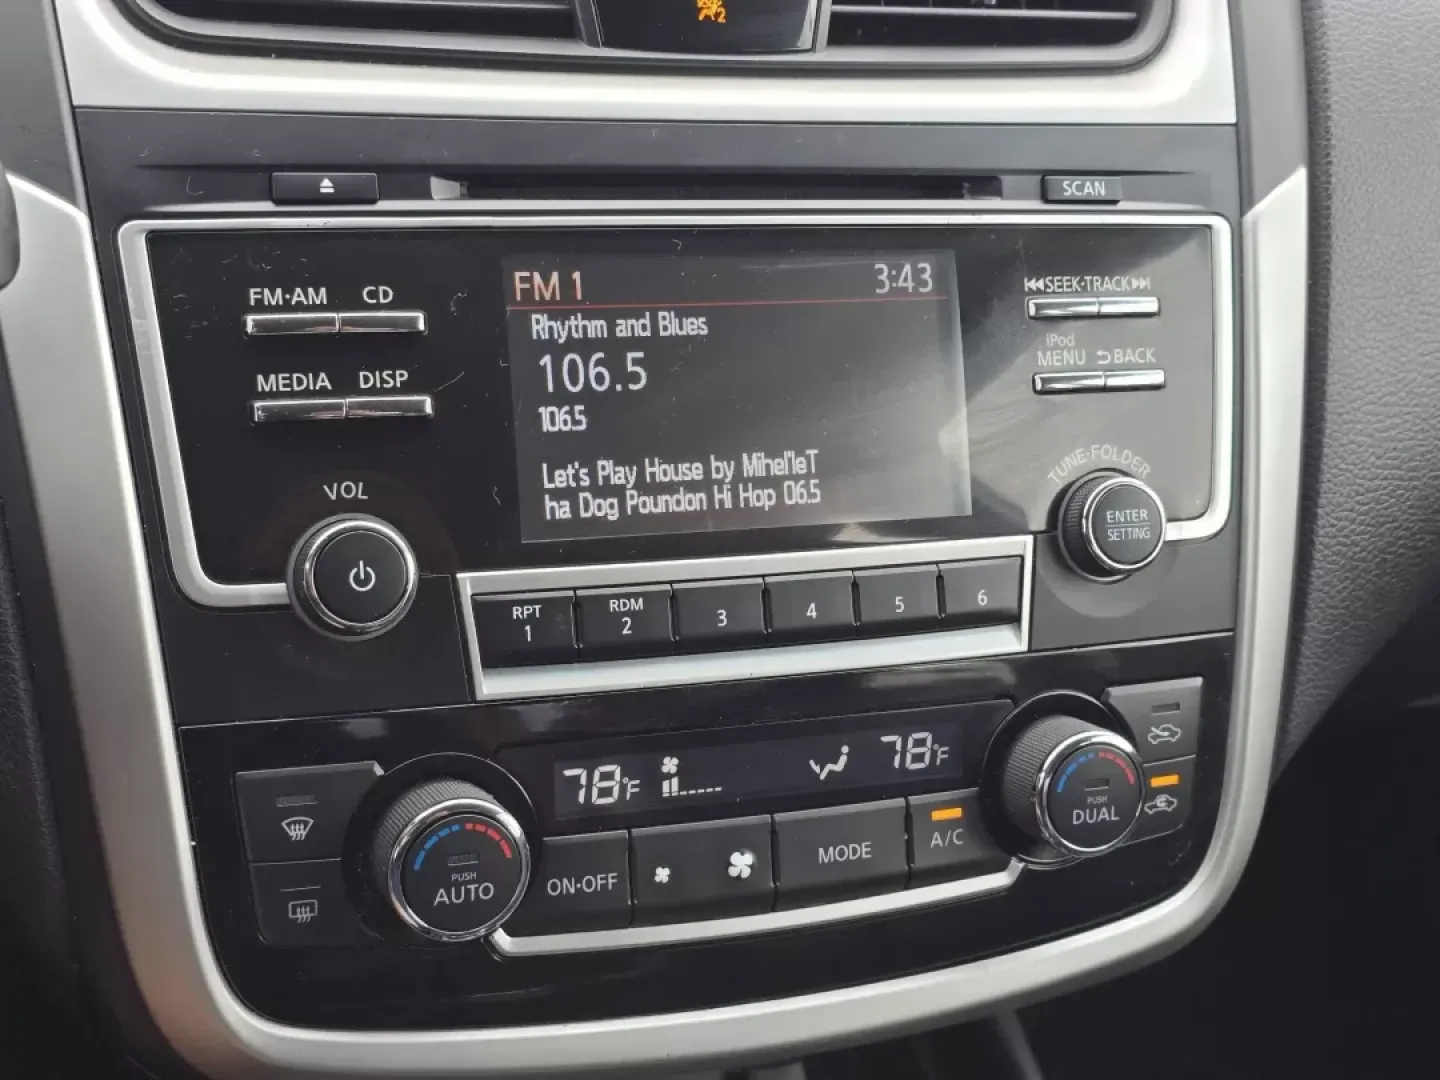 2
SCAN
FM·AM CD
FM 1 3:43
SEEK·TRACK
Rhythm and Blues
106.5
106.5
iPod
MENU BACK
MEDIA DISP
Let's Play House by Mihel"leT
ha Dog Poundon Hi Hop 06.5
TUNE·FOLDER
ENTER
SETTING
VOL
RPT
1
RDM
2
3
4
5
6
78°F
78°F
PUSH
AUTO
ON·OFF
MODE
A/C
PUSH
DUAL